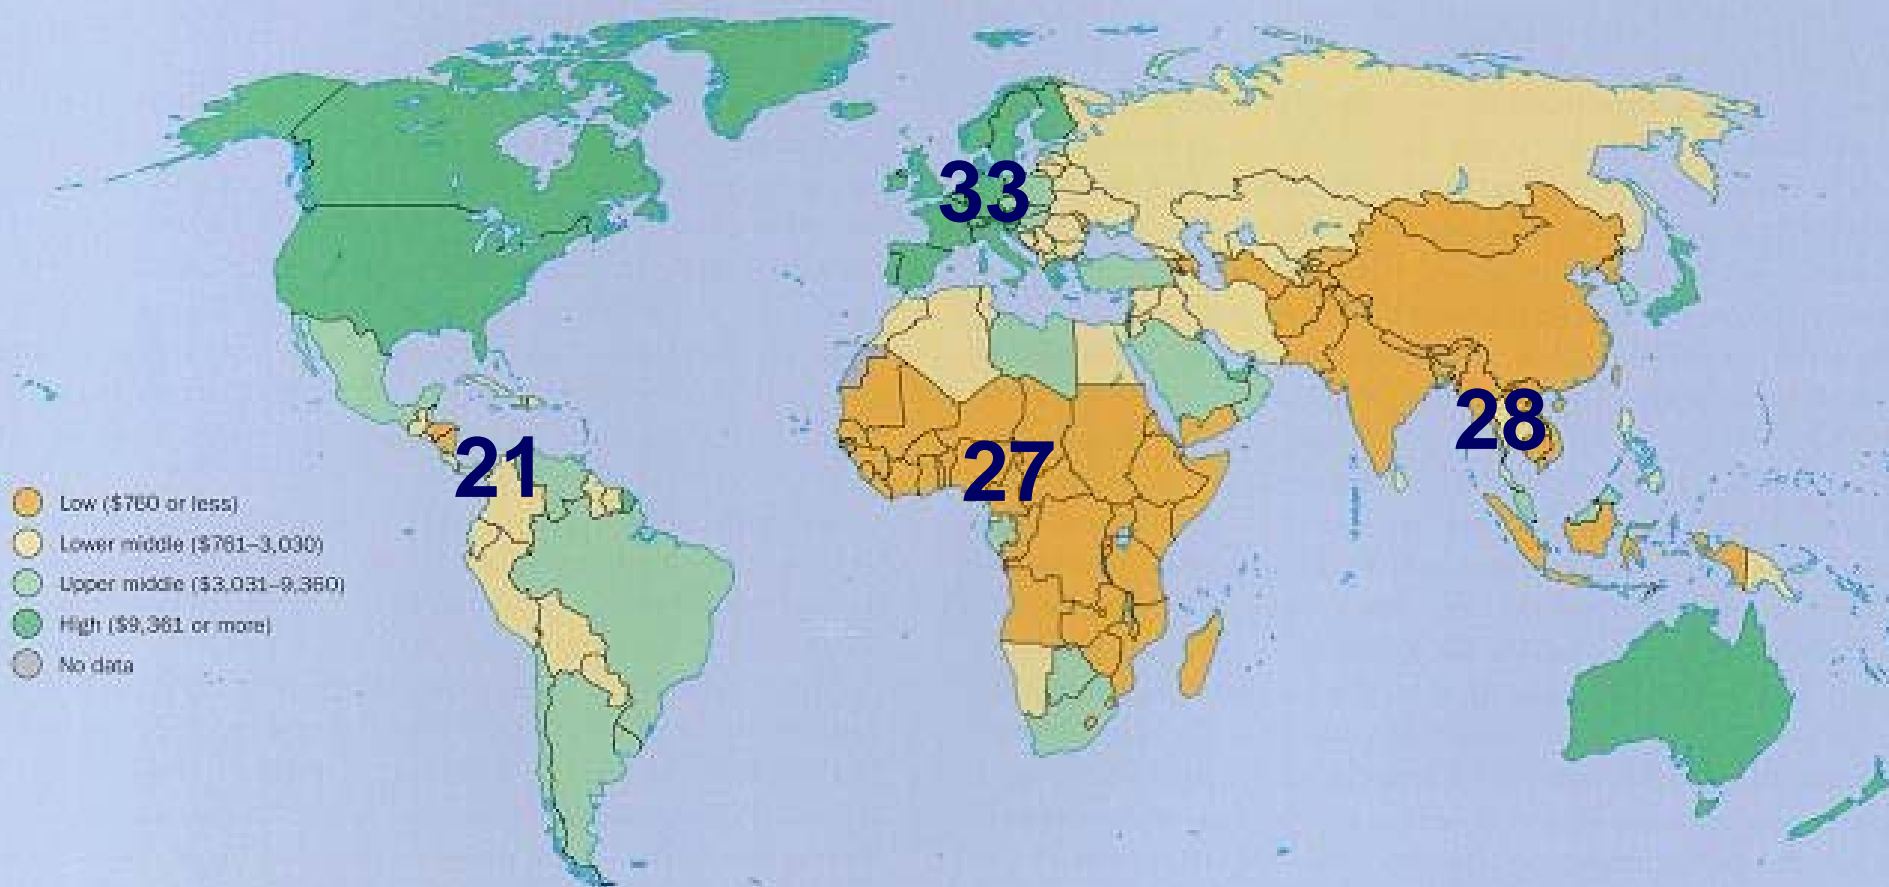 33
28
21
27
Low ($760 or less)
Lower middle ($761–3,030)
Upper middle ($3,031–9,360)
High ($9,361 or more)
No data